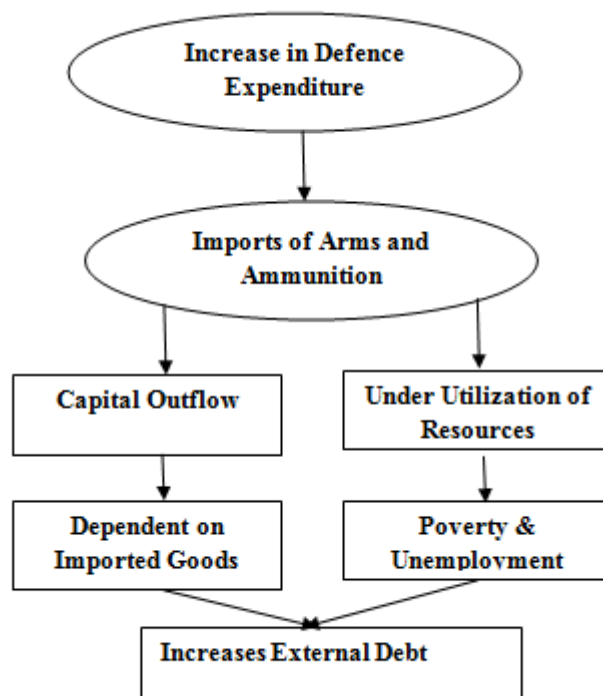 Increase in Defence
Expenditure
Imports of Arms and
Ammunition
Capital Outflow
Under Utilization of
Resources
Dependent on
Imported Goods
Poverty &
Unemployment
Increases External Debt